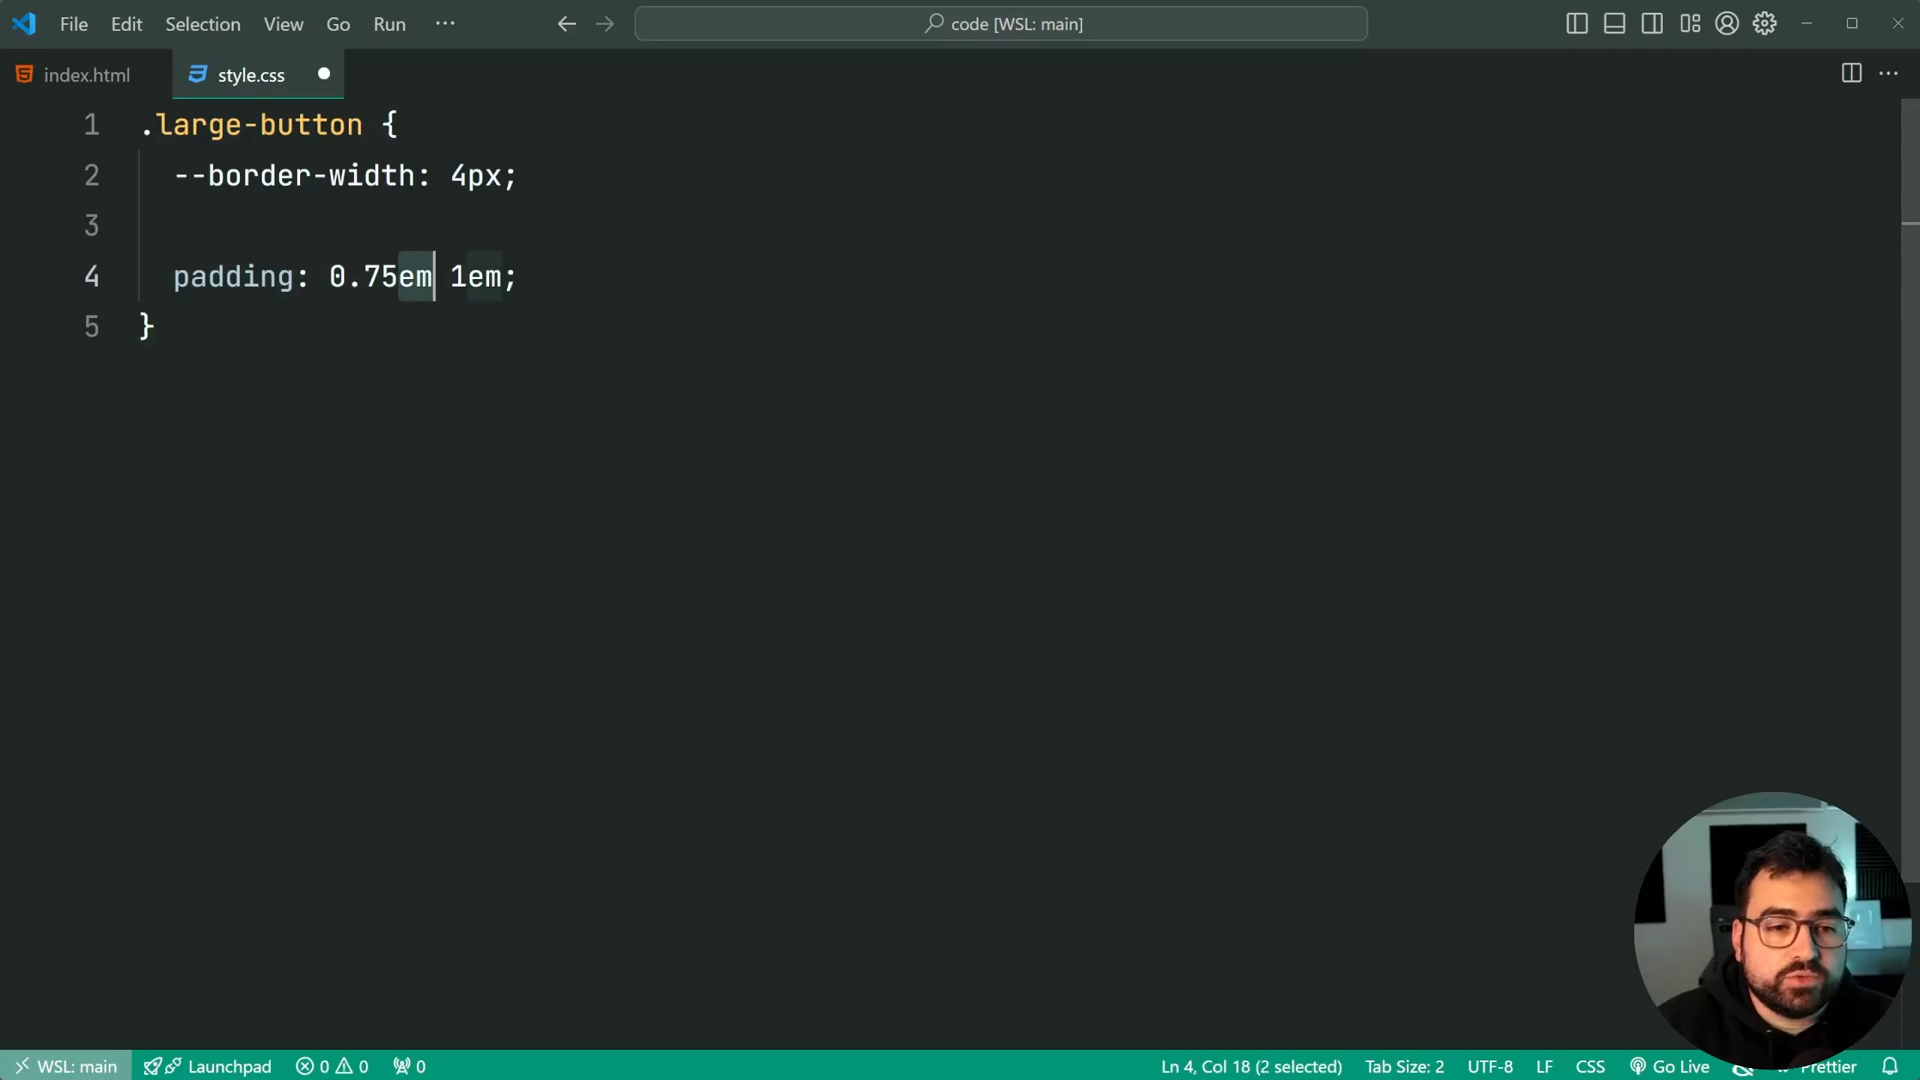 File Edit Selection View Go Run ··· code [WSL: main]
index.html style.css
1 .large-button {
2 --border-width: 4px;
3
4 padding: 0.75em 1em;
5 }
WSL: main Launchpad 0 0 0 Ln 4, Col 18 (2 selected) Tab Size: 2 UTF-8 LF CSS Go Live Prettier